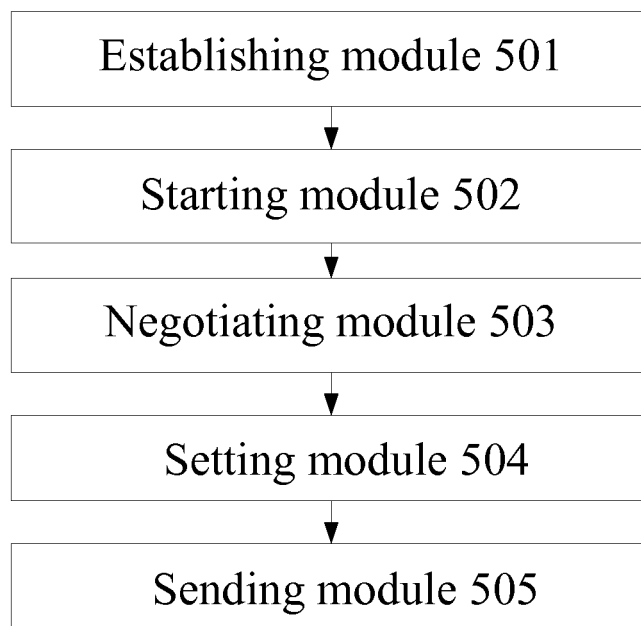 Establishing module 501
Starting module 502
Negotiating module 503
Setting module 504
Sending module 505